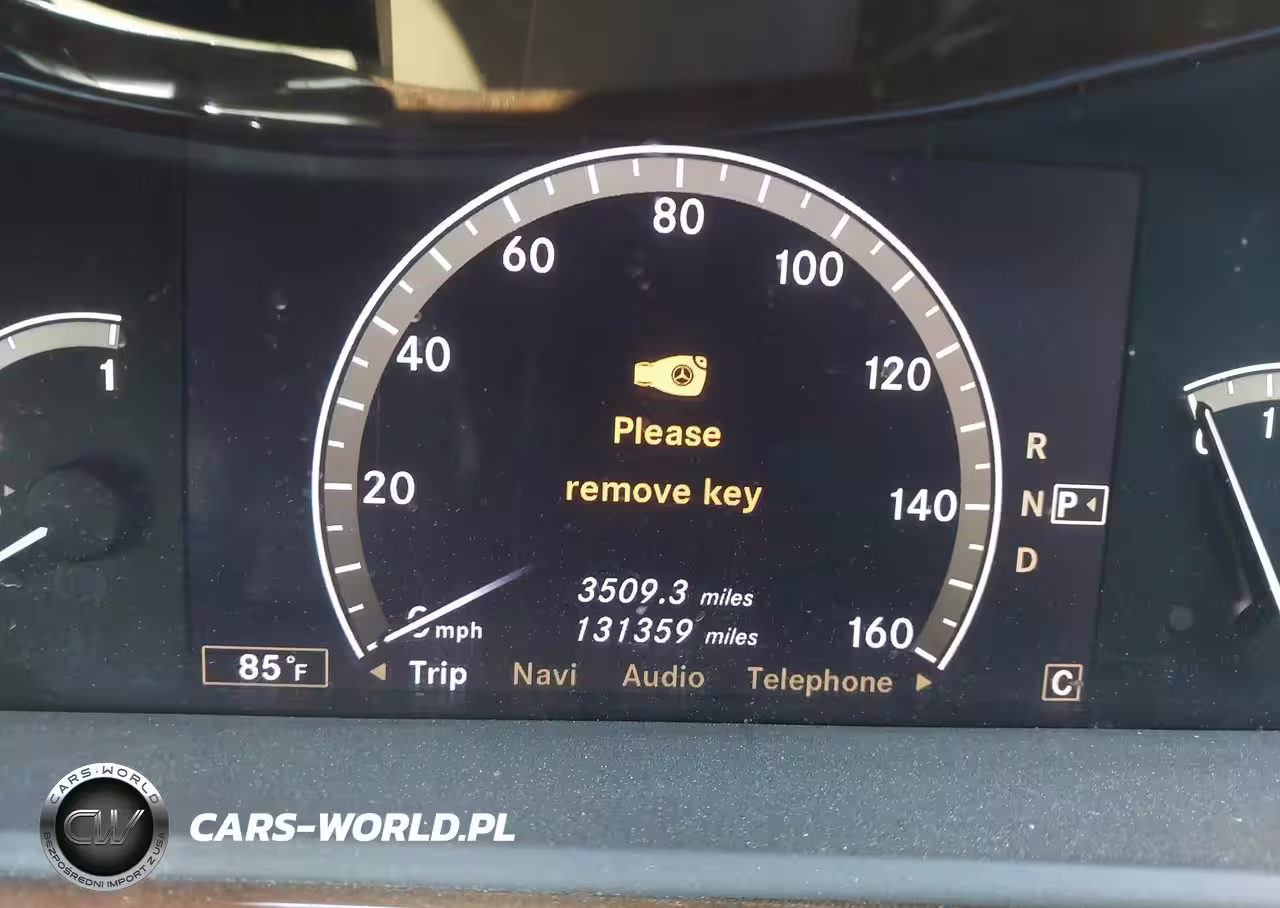 80
60
100
1
40
120
Please
R
20
remove key
140
N P
1
D
3509.3 miles
mph
131359 miles
160
85°F
Trip Navi Audio Telephone
C
CARS-WORLD
CW
BEZPOŚREDNI IMPORT Z USA
CARS-WORLD.PL